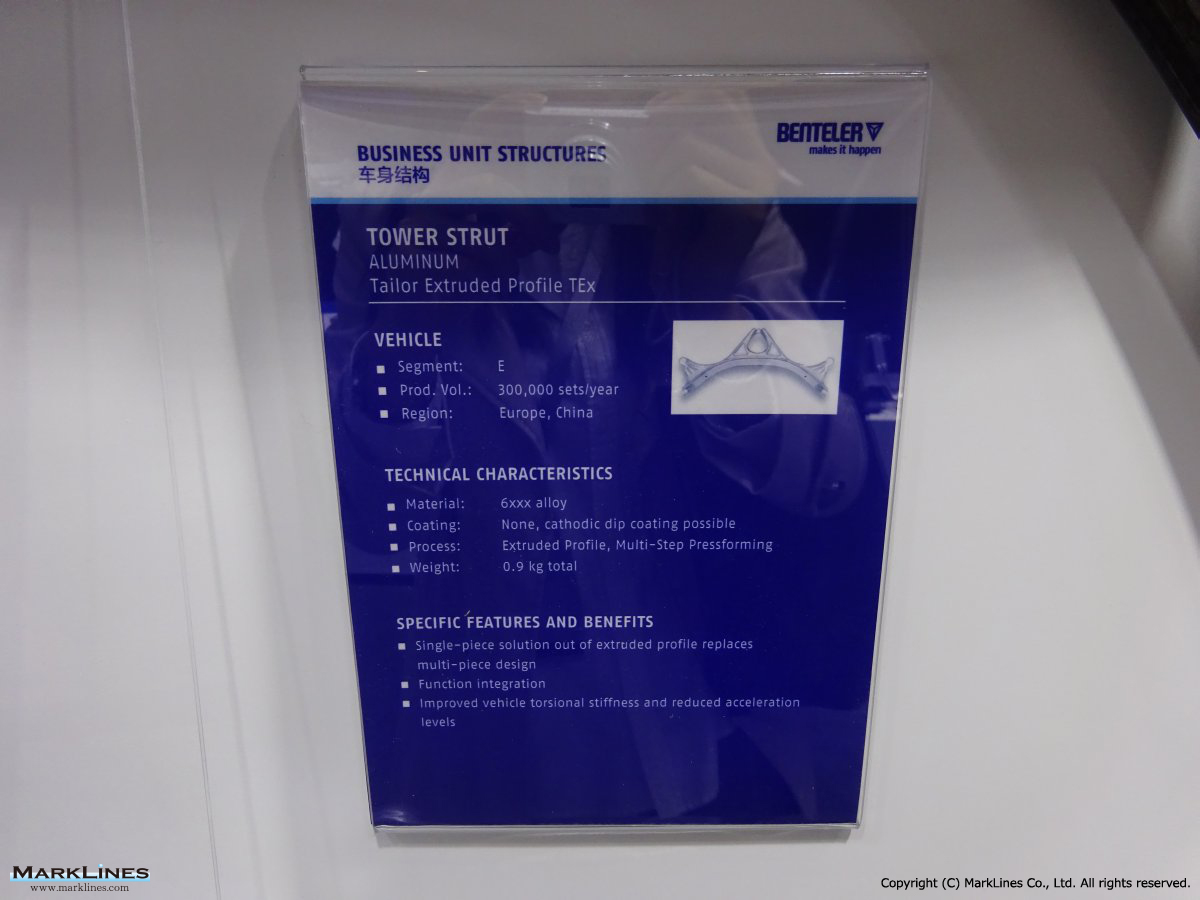 BENTELER
makes it happen
BUSINESS UNIT STRUCTURES
车身结构
TOWER STRUT
ALUMINUM
Tailor Extruded Profile TEx
VEHICLE
Segment: E
Prod. Vol.: 300,000 sets/year
Region: Europe, China
TECHNICAL CHARACTERISTICS
Material: 6xxx alloy
Coating: None, cathodic dip coating possible
Process: Extruded Profile, Multi-Step Pressforming
Weight: 0.9 kg total
SPECIFIC FEATURES AND BENEFITS
Single-piece solution out of extruded profile replaces
multi-piece design
Function integration
Improved vehicle torsional stiffness and reduced acceleration
levels
MARKLINES
www.marklines.com
Copyright (C) MarkLines Co., Ltd. All rights reserved.